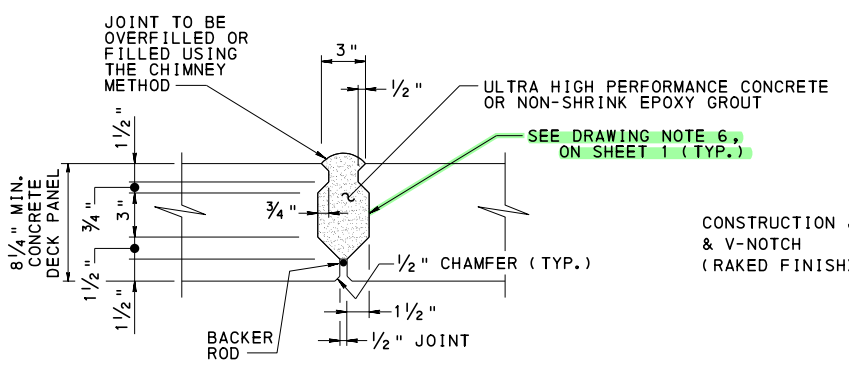 JOINT TO BE
OVERFILLED OR
FILLED USING
THE CHIMNEY
METHOD
3"
1/2"
ULTRA HIGH PERFORMANCE CONCRETE
OR NON-SHRINK EPOXY GROUT
SEE DRAWING NOTE 6,
ON SHEET 1 (TYP.)
1 1/2"
3/4"
3"
1 1/2"
1 1/2"
8 1/4" MIN.
CONCRETE
DECK PANEL
3/4"
CONSTRUCTION
& V-NOTCH
(RAKED FINISHI
1/2" CHAMFER (TYP.)
1 1/2"
BACKER
ROD
1/2" JOINT